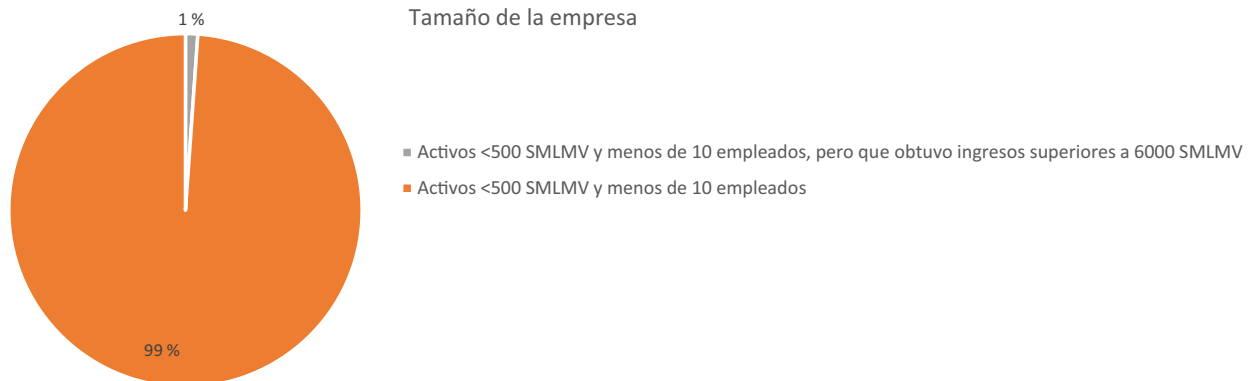 1 %
Tamaño de la empresa
Activos <500 SMLMV y menos de 10 empleados, pero que obtuvo ingresos superiores a 6000 SMLMV
Activos <500 SMLMV y menos de 10 empleados
99 %